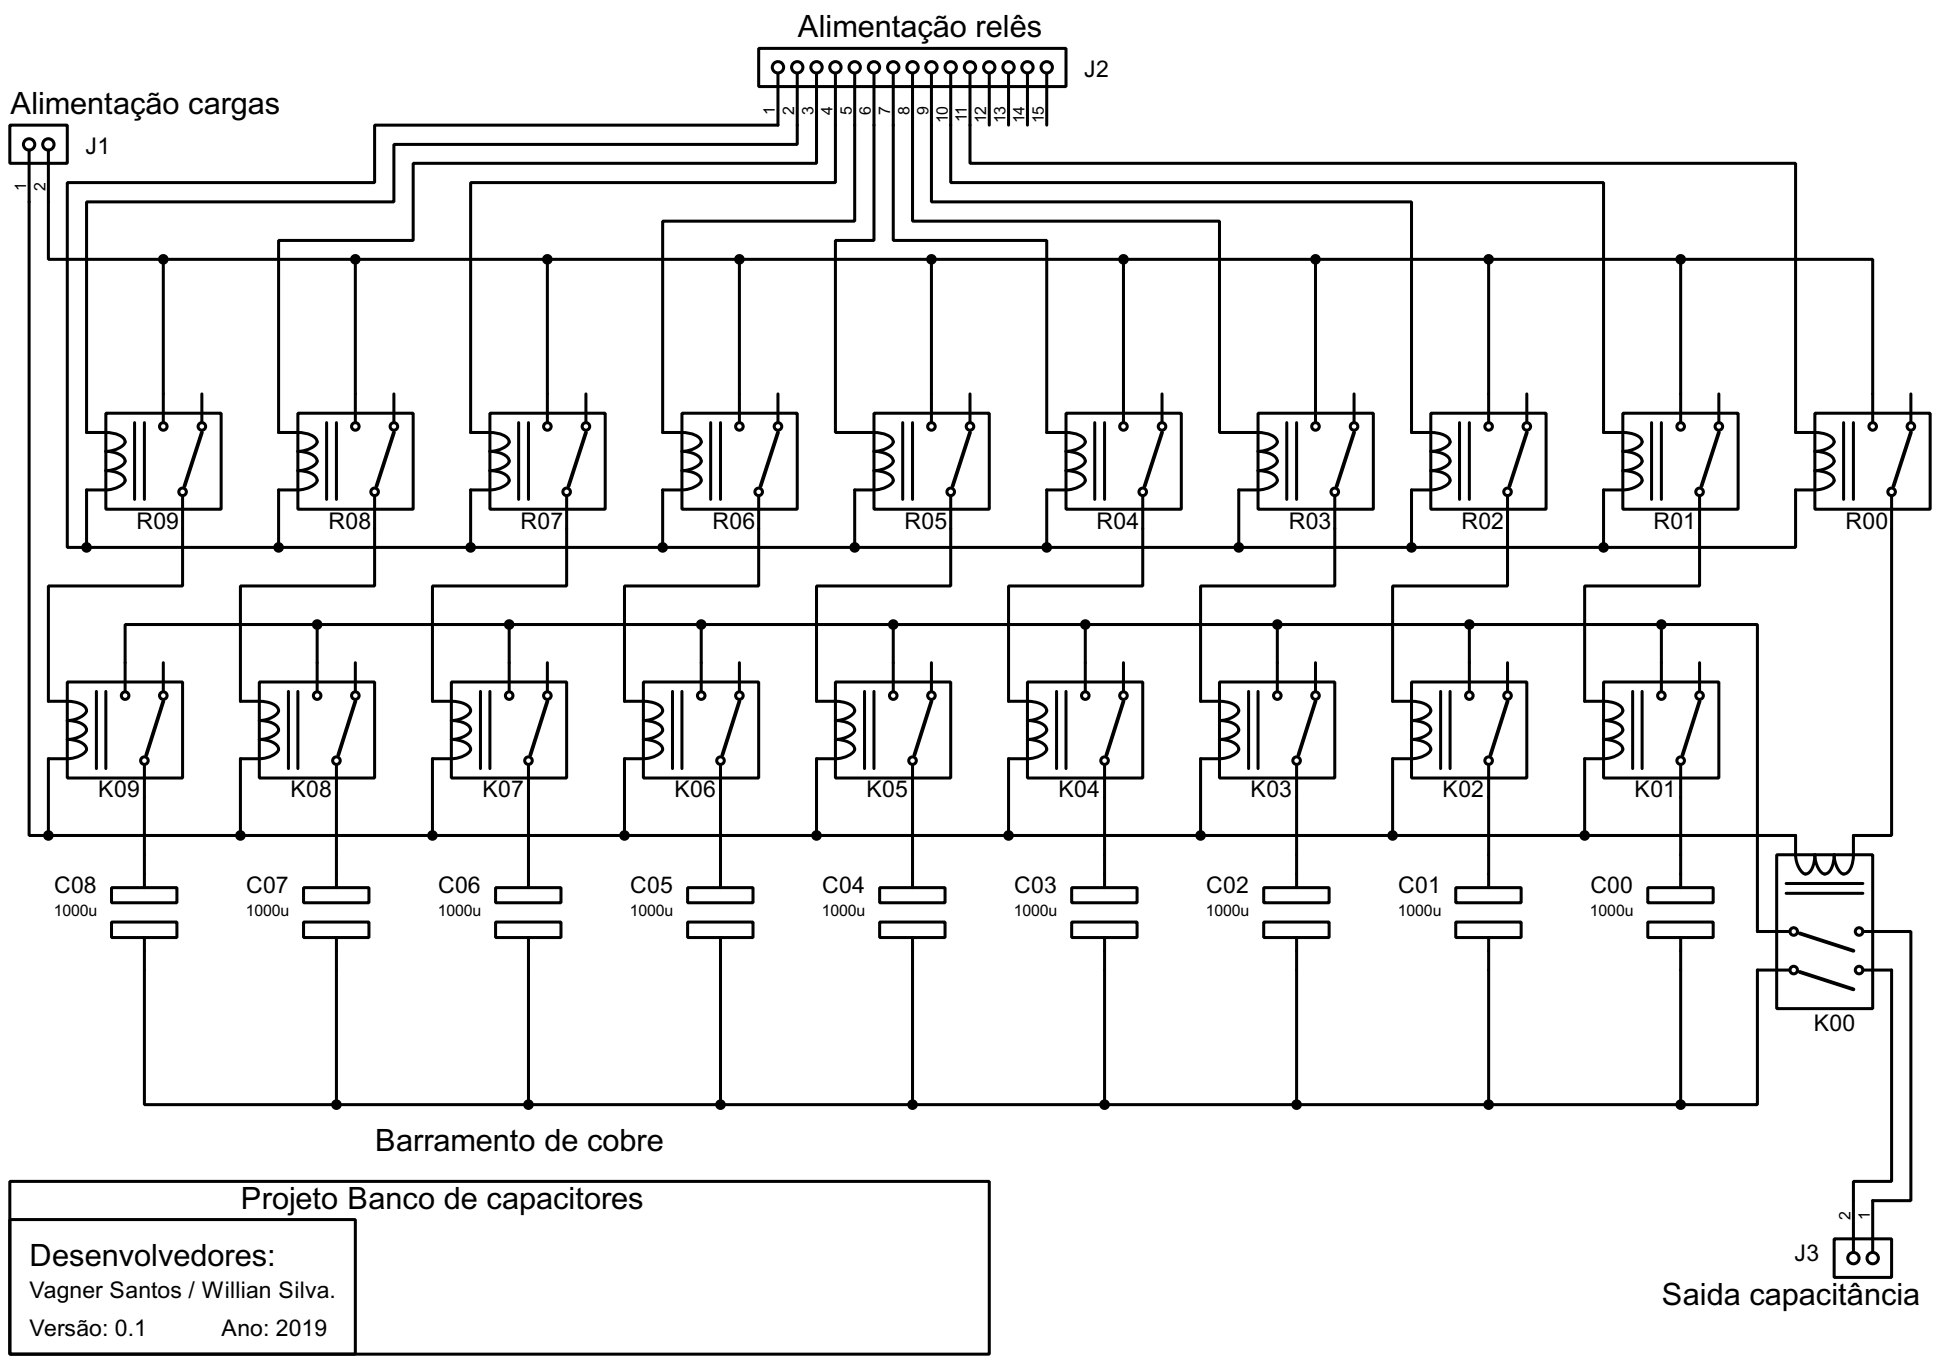 Alimentação relês
J2
1 2 3 4 5 6 7 8 9 10 11 12 13 14 15
Alimentação cargas
J1
1 2
R09 R08 R07 R06 R05 R04 R03 R02 R01 R00
K09 K08 K07 K06 K05 K04 K03 K02 K01
C08 C07 C06 C05 C04 C03 C02 C01 C00
1000u 1000u 1000u 1000u 1000u 1000u 1000u 1000u 1000u
K00
Barramento de cobre
Projeto Banco de capacitores
Desenvolvedores:
Vagner Santos / Willian Silva.
Versão: 0.1 Ano: 2019
2 1
J3
Saida capacitância